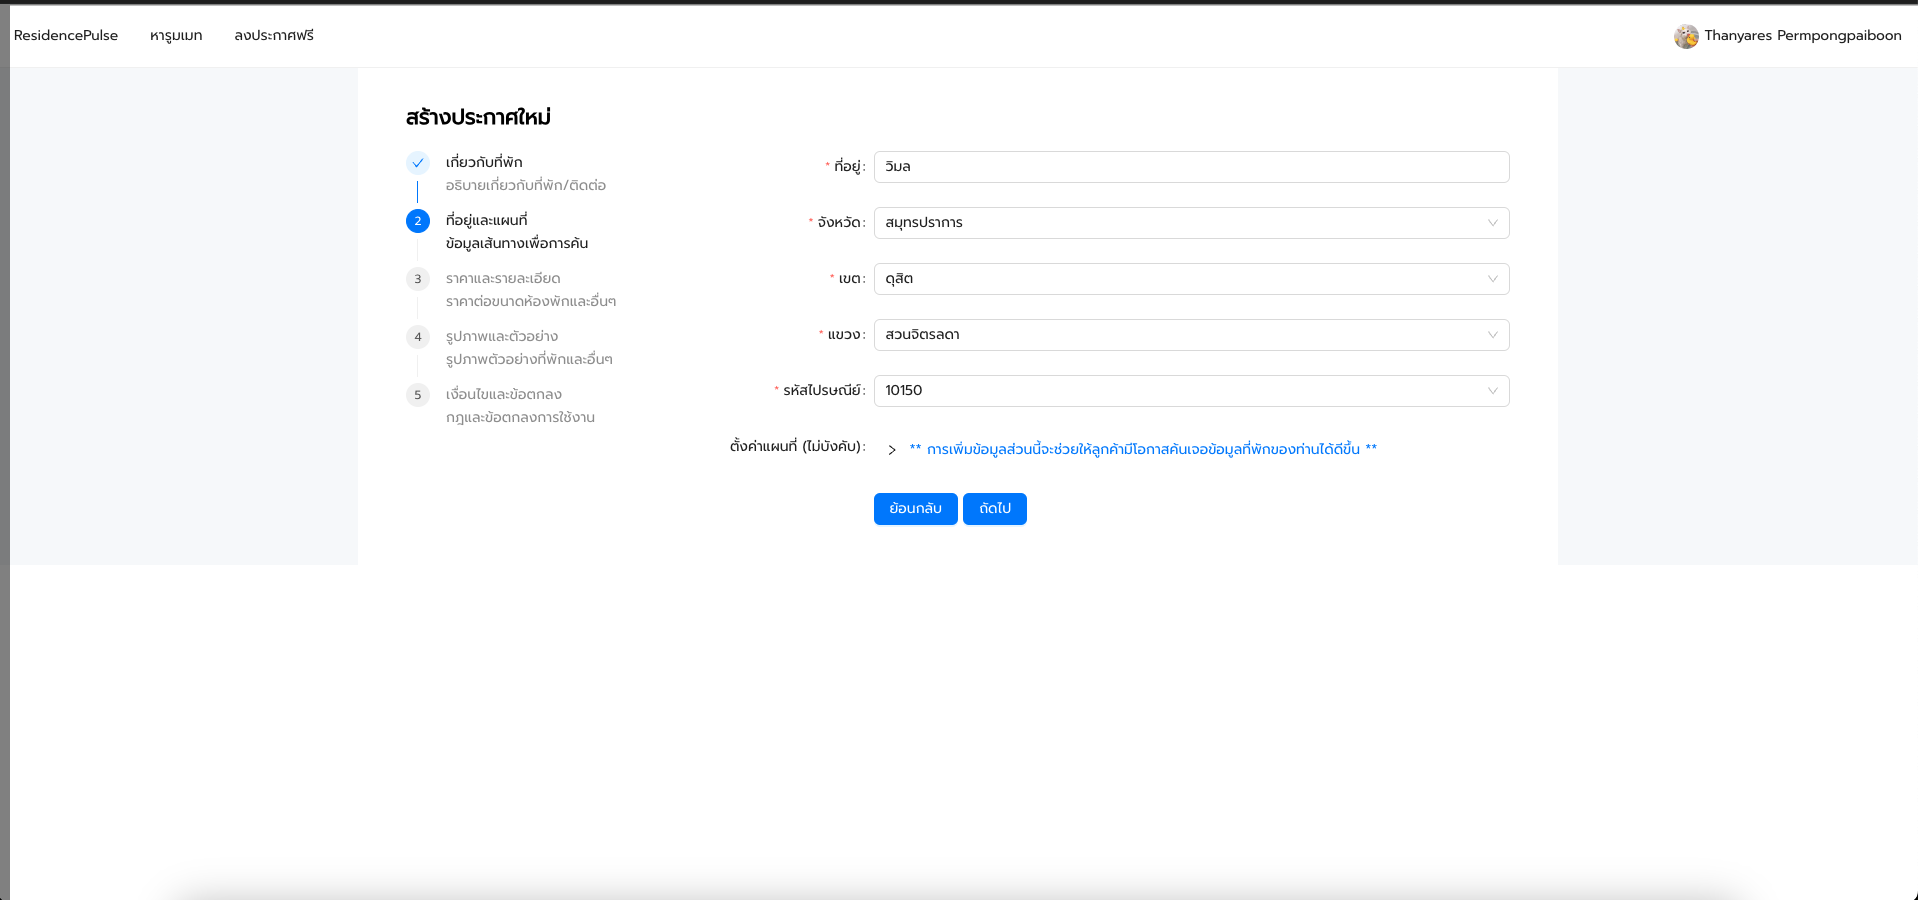 ResidencePulse หารูมเมท ลงประกาศฟรี Thanyares Permpongpaiboon
สร้างประกาศใหม่
เกี่ยวกับที่พัก
อธิบายเกี่ยวกับที่พัก/ติดต่อ
2 ที่อยู่และแผนที่
ข้อมูลเส้นทางเพื่อการค้น
3 ราคาและรายละเอียด
ราคาต่อขนาดห้องพักและอื่นๆ
4 รูปภาพและตัวอย่าง
รูปภาพตัวอย่างที่พักและอื่นๆ
5 เงื่อนไขและข้อตกลง
กฎและข้อตกลงการใช้งาน
* ที่อยู่: วิมล
* จังหวัด: สมุทรปราการ
* เขต: ดุสิต
* แขวง: สวนจิตรลดา
* รหัสไปรษณีย์: 10150
ตั้งค่าแผนที่ (ไม่บังคับ): ** การเพิ่มข้อมูลส่วนนี้จะช่วยให้ลูกค้ามีโอกาสค้นเจอข้อมูลที่พักของท่านได้ดีขึ้น **
ย้อนกลับ ถัดไป